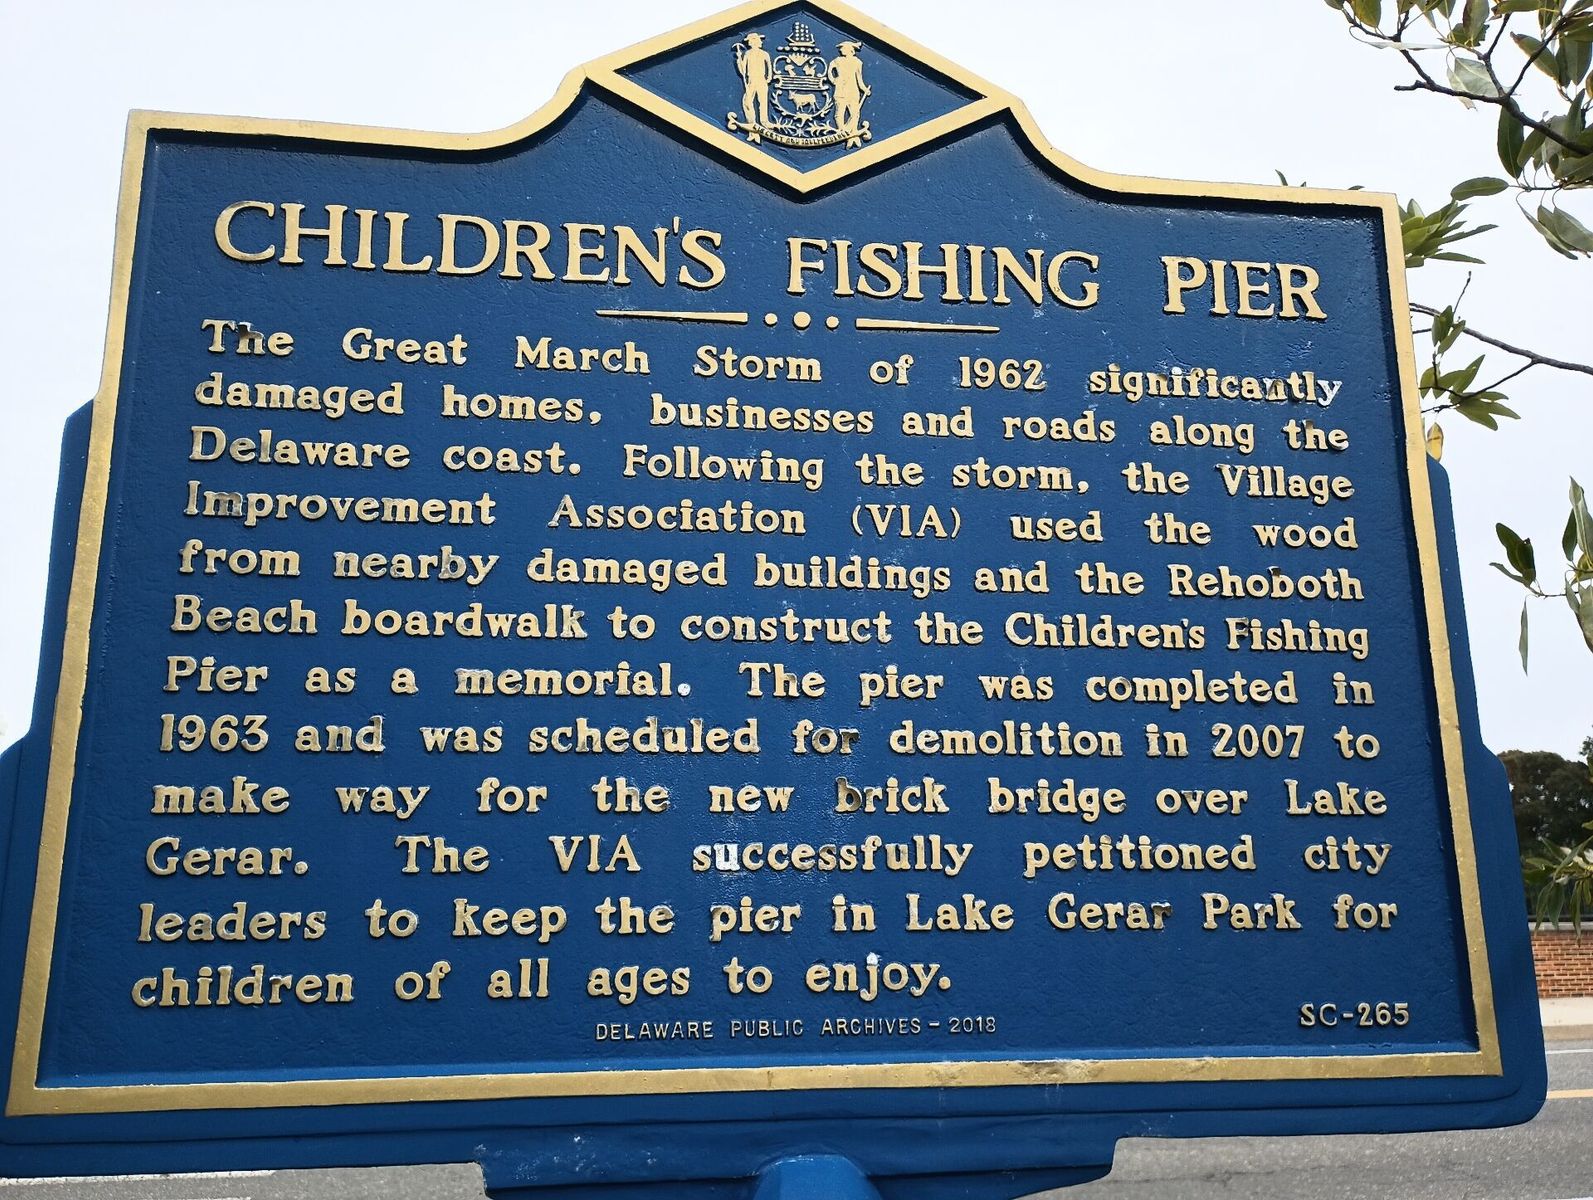 CHILDREN'S FISHING PIER
The Great March Storm of 1962 significantly
damaged homes, businesses and roads along the
Delaware coast. Following the storm, the Village
Improvement Association (VIA) used the wood
from nearby damaged buildings and the Rehoboth
Beach boardwalk to construct the Children's Fishing
Pier as a memorial. The pier was completed in
1963 and was scheduled for demolition in 2007 to
make way for the new brick bridge over Lake
Gerar. The VIA successfully petitioned city
leaders to keep the pier in Lake Gerar Park for
children of all ages to enjoy.
DELAWARE PUBLIC ARCHIVES - 2018
SC-265